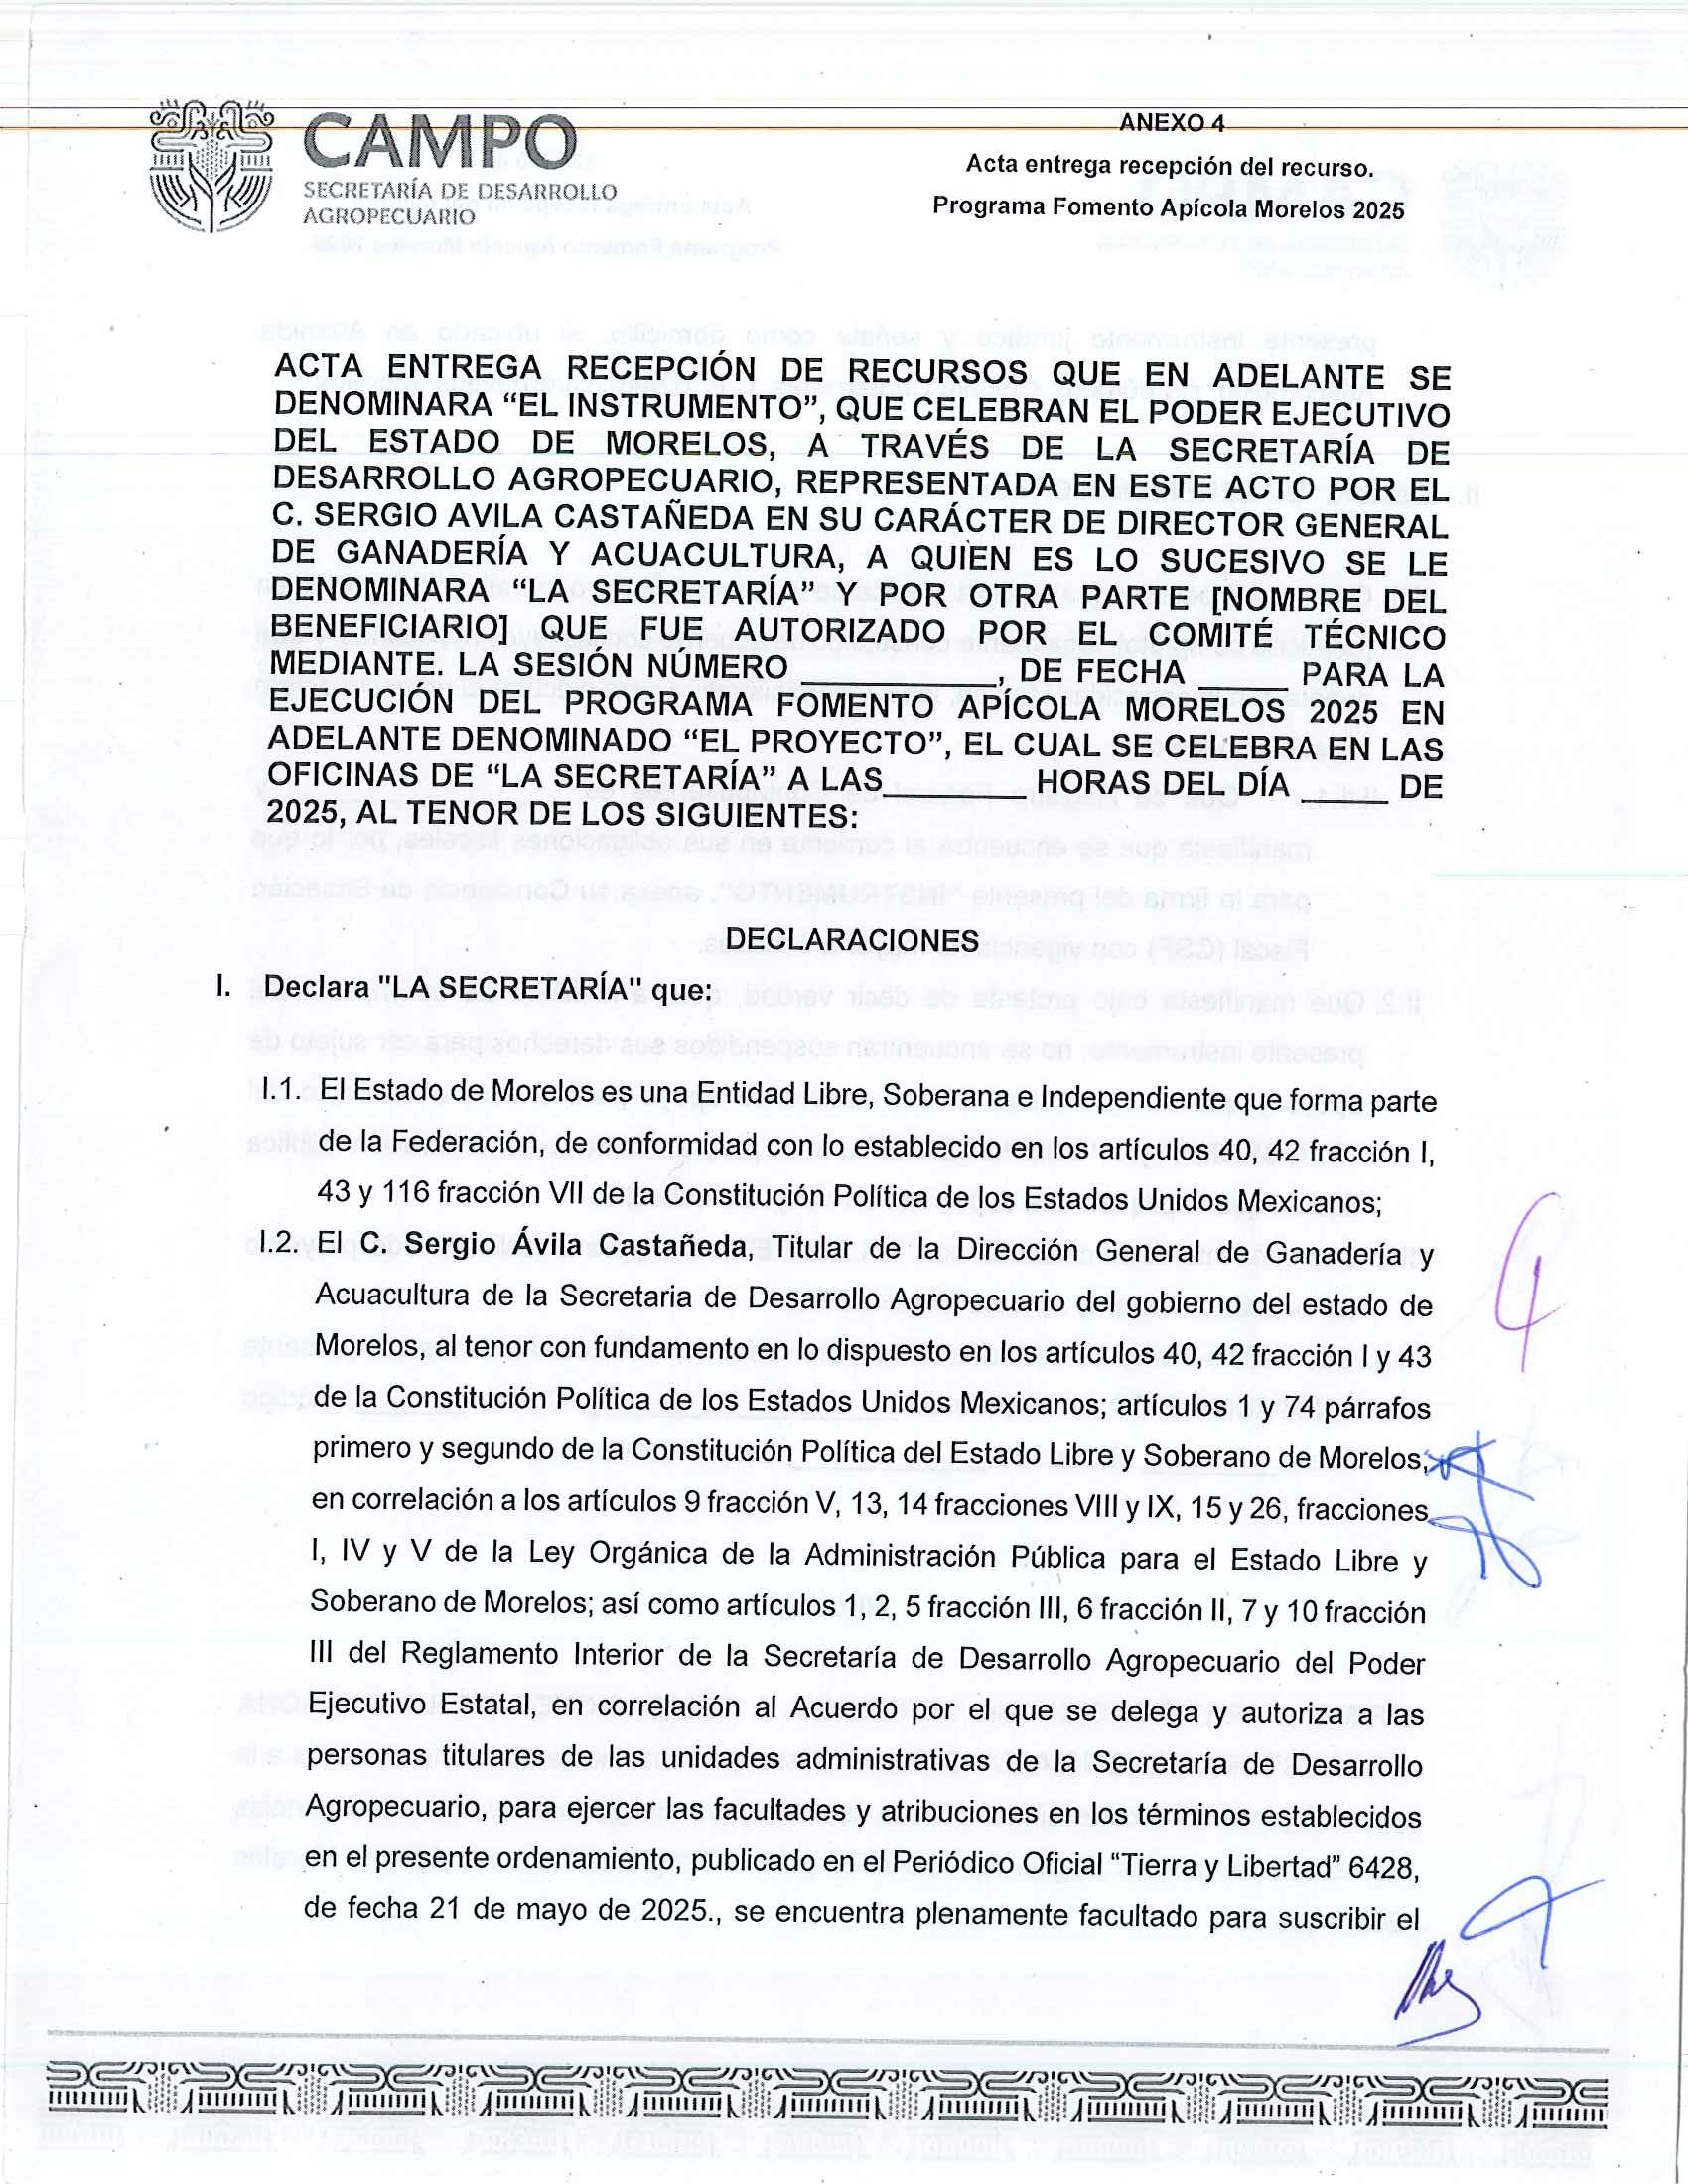 CAMPO
SECRETARÍA DE DESARROLLO
AGROPECUARIO
ANEXO 4
Acta entrega recepción del recurso.
Programa Fomento Apícola Morelos 2025
ACTA ENTREGA RECEPCIÓN DE RECURSOS QUE EN ADELANTE SE
DENOMINARA “EL INSTRUMENTO”, QUE CELEBRAN EL PODER EJECUTIVO
DEL ESTADO DE MORELOS, A TRAVÉS DE LA SECRETARÍA DE
DESARROLLO AGROPECUARIO, REPRESENTADA EN ESTE ACTO POR EL
C. SERGIO AVILA CASTAÑEDA EN SU CARÁCTER DE DIRECTOR GENERAL
DE GANADERÍA Y ACUACULTURA, A QUIEN ES LO SUCESIVO SE LE
DENOMINARA “LA SECRETARÍA” Y POR OTRA PARTE [NOMBRE DEL
BENEFICIARIO] QUE FUE AUTORIZADO POR EL COMITÉ TÉCNICO
MEDIANTE. LA SESIÓN NÚMERO ___________, DE FECHA _____ PARA LA
EJECUCIÓN DEL PROGRAMA FOMENTO APÍCOLA MORELOS 2025 EN
ADELANTE DENOMINADO “EL PROYECTO”, EL CUAL SE CELEBRA EN LAS
OFICINAS DE “LA SECRETARÍA” A LAS________ HORAS DEL DÍA _____ DE
2025, AL TENOR DE LOS SIGUIENTES:
DECLARACIONES
I. Declara "LA SECRETARÍA" que:
I.1. El Estado de Morelos es una Entidad Libre, Soberana e Independiente que forma parte
de la Federación, de conformidad con lo establecido en los artículos 40, 42 fracción I,
43 y 116 fracción VII de la Constitución Política de los Estados Unidos Mexicanos;
I.2. El C. Sergio Ávila Castañeda, Titular de la Dirección General de Ganadería y
Acuacultura de la Secretaria de Desarrollo Agropecuario del gobierno del estado de
Morelos, al tenor con fundamento en lo dispuesto en los artículos 40, 42 fracción I y 43
de la Constitución Política de los Estados Unidos Mexicanos; artículos 1 y 74 párrafos
primero y segundo de la Constitución Política del Estado Libre y Soberano de Morelos;
en correlación a los artículos 9 fracción V, 13, 14 fracciones VIII y IX, 15 y 26, fracciones
I, IV y V de la Ley Orgánica de la Administración Pública para el Estado Libre y
Soberano de Morelos; así como artículos 1, 2, 5 fracción III, 6 fracción II, 7 y 10 fracción
III del Reglamento Interior de la Secretaría de Desarrollo Agropecuario del Poder
Ejecutivo Estatal, en correlación al Acuerdo por el que se delega y autoriza a las
personas titulares de las unidades administrativas de la Secretaría de Desarrollo
Agropecuario, para ejercer las facultades y atribuciones en los términos establecidos
en el presente ordenamiento, publicado en el Periódico Oficial “Tierra y Libertad” 6428,
de fecha 21 de mayo de 2025., se encuentra plenamente facultado para suscribir el